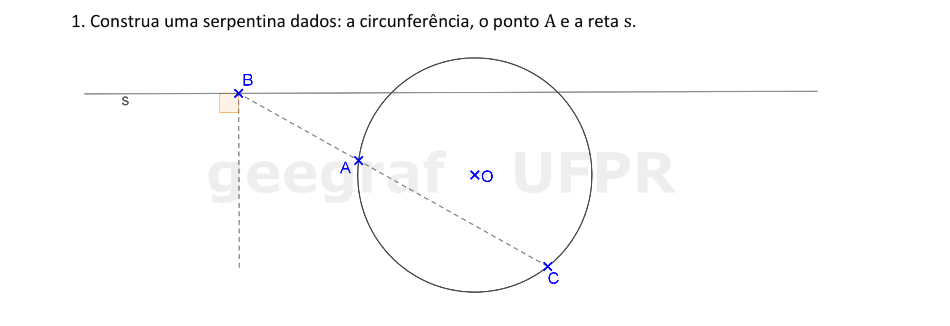 1. Construa uma serpentina dados: a circunferência, o ponto A e a reta s.
B
s
A
O
geegraf UFPR
C